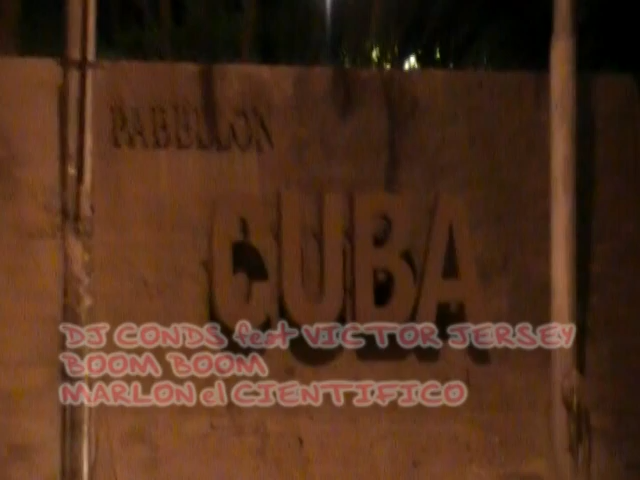 PABELLON
CUBA
DJ CONDS feat VICTOR JERSEY
BOOM BOOM
MARLON el CIENTIFICO